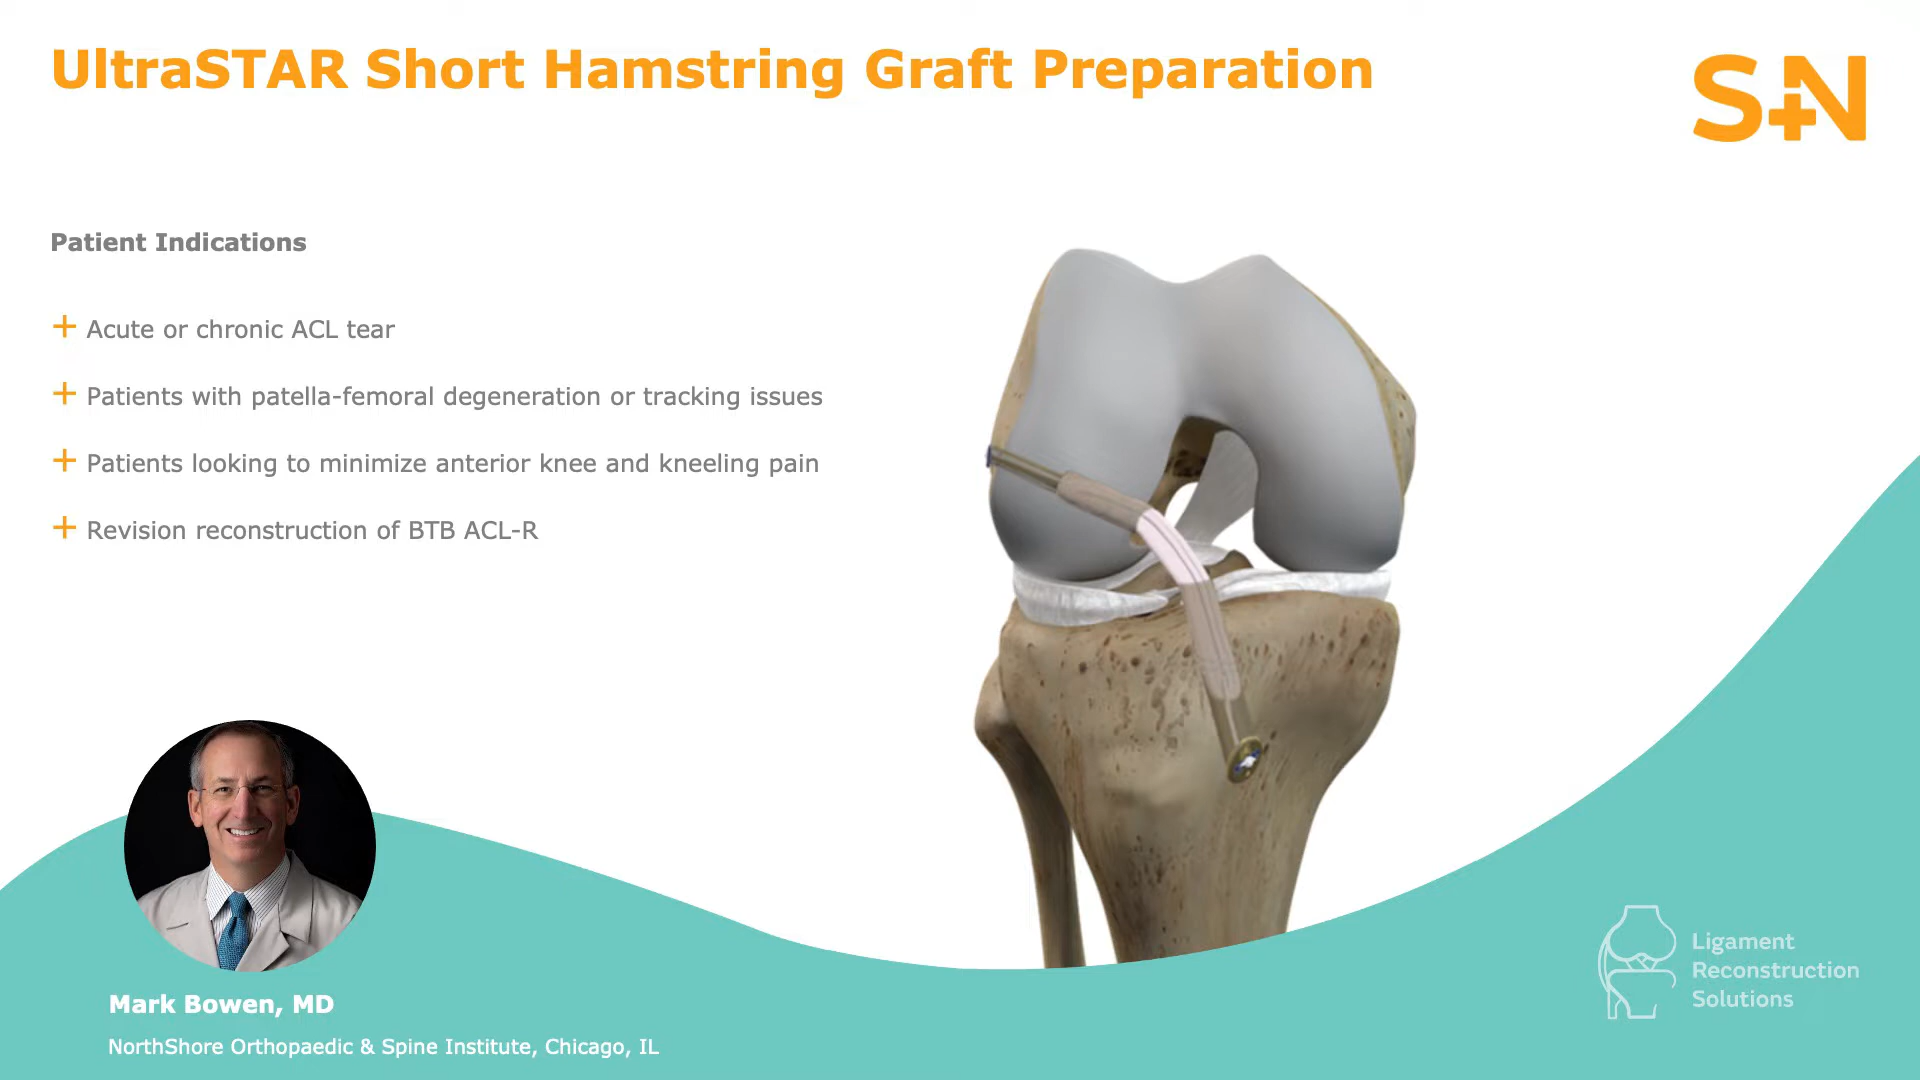 UltraSTAR Short Hamstring Graft Preparation
S+N
Patient Indications
+ Acute or chronic ACL tear
+ Patients with patella-femoral degeneration or tracking issues
+ Patients looking to minimize anterior knee and kneeling pain
+ Revision reconstruction of BTB ACL-R
Mark Bowen, MD
NorthShore Orthopaedic & Spine Institute, Chicago, IL
Ligament
Reconstruction
Solutions